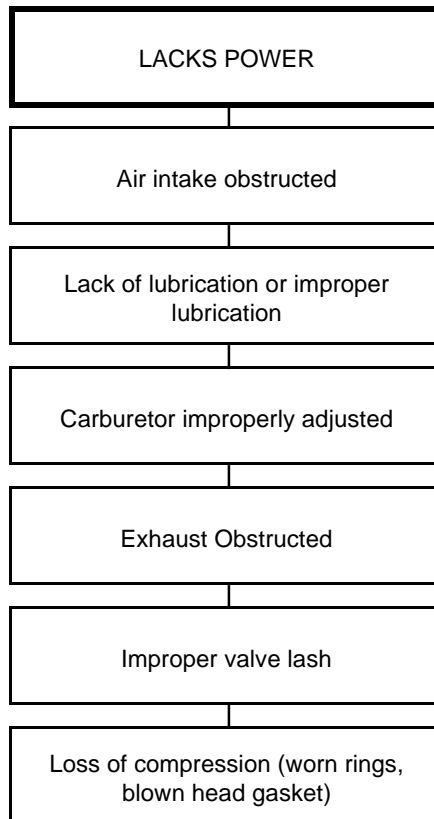 LACKS POWER
Air intake obstructed
Lack of lubrication or improper
lubrication
Carburetor improperly adjusted
Exhaust Obstructed
Improper valve lash
Loss of compression (worn rings,
blown head gasket)